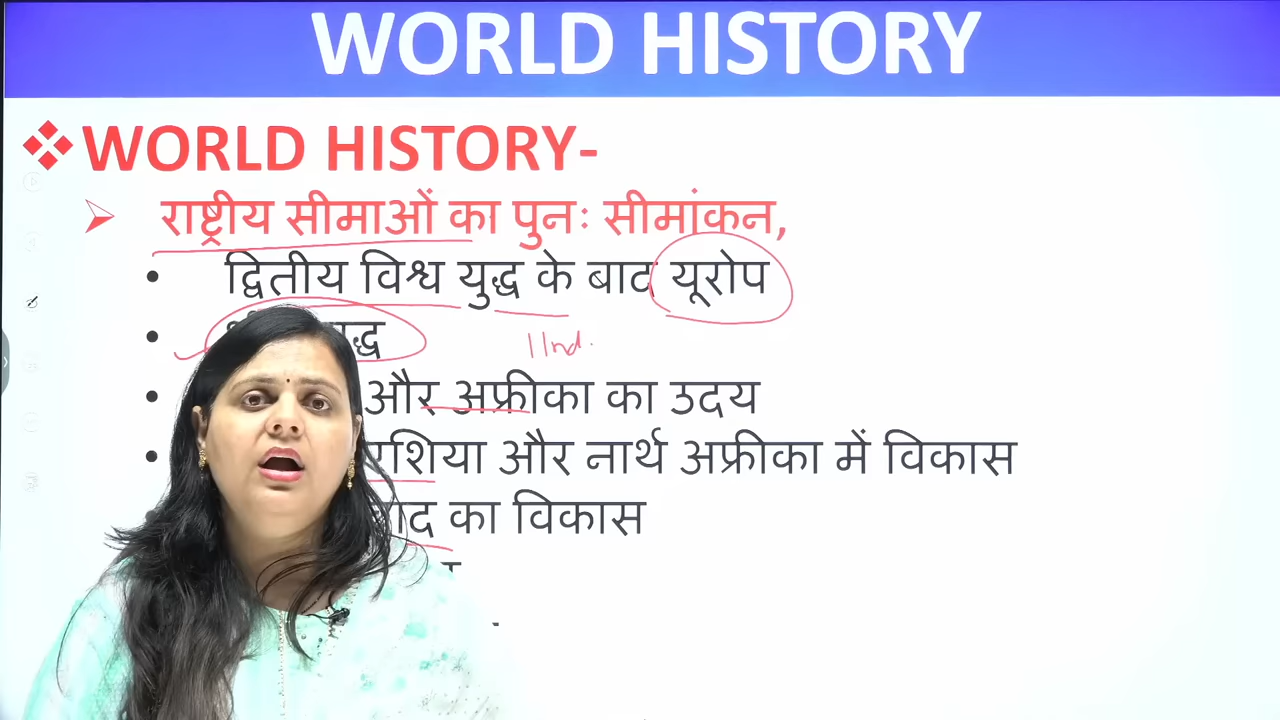 WORLD HISTORY
❖WORLD HISTORY-
➢ राष्ट्रीय सीमाओं का पुनः सीमांकन,
• द्वितीय विश्व युद्ध के बाद यूरोप
•
IInd.
• और अफ्रीका का उदय
• एशिया और नार्थ अफ्रीका में विकास
का विकास